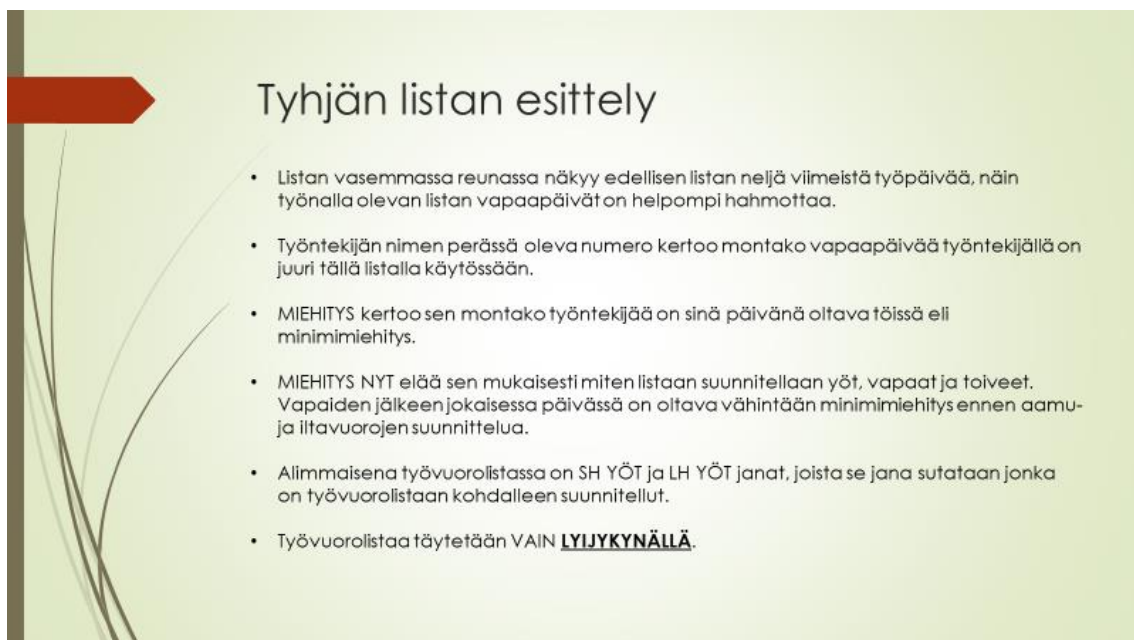 Tyhjän listan esittely
• Listan vasemmassa reunassa näkyy edellisen listan neljä viimeistä työpäivää, näin
työnalla olevan listan vapaapäivät on helpompi hahmottaa.
• Työntekijän nimen perässä oleva numero kertoo montako vapaapäivää työntekijällä on
juuri tällä listalla käytössään.
• MIEHITYS kertoo sen montako työntekijää on sinä päivänä oltava töissä eli
minimimiehitys.
• MIEHITYS NYT elää sen mukaisesti miten listaan suunnitellaan yöt, vapaat ja toiveet.
Vapaiden jälkeen jokaisessa päivässä on oltava vähintään minimimiehitys ennen aamu-
ja iltavuorojen suunnittelua.
• Alimmaisena työvuorolistassa on SH YÖT ja LH YÖT janat, joista se jana sutataan jonka
on työvuorolistaan kohdalleen suunnitellut.
• Työvuorolistaa täytetään VAIN LYIJYKYNÄLLÄ.